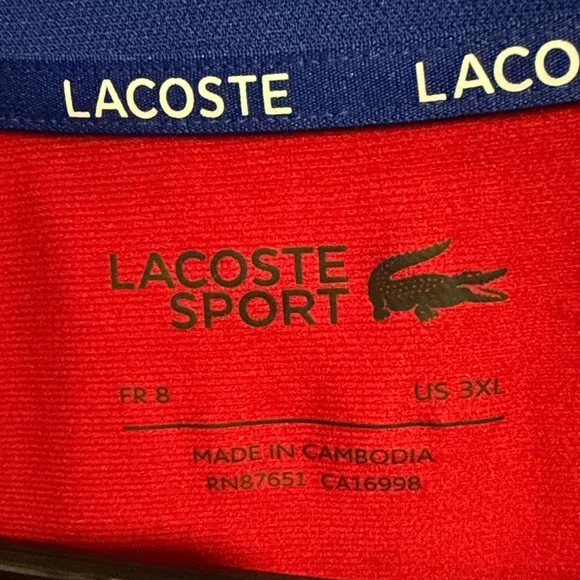 LACOSTE LACO
LACOSTE
SPORT
FR 8 US 3XL
MADE IN CAMBODIA
RN87651 CA16998